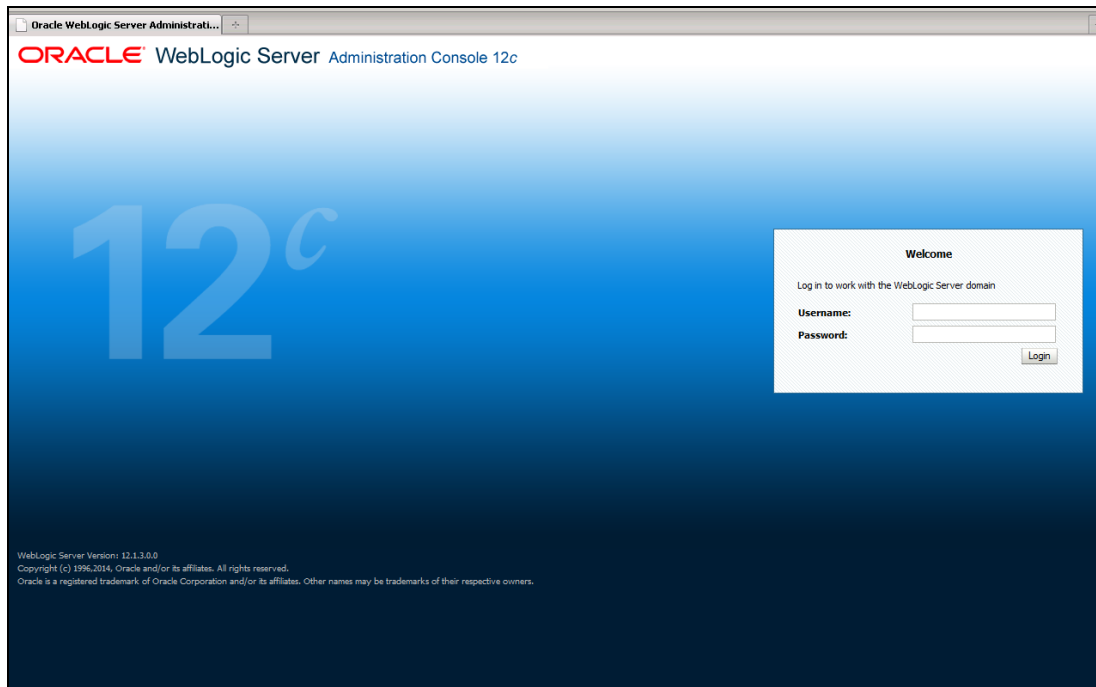 Oracle WebLogic Server Administrati...
ORACLE WebLogic Server Administration Console 12c
12c
Welcome
Log in to work with the WebLogic Server domain
Username:
Password:
Login
WebLogic Server Version: 12.1.3.0.0
Copyright (c) 1996,2014, Oracle and/or its affiliates. All rights reserved.
Oracle is a registered trademark of Oracle Corporation and/or its affiliates. Other names may be trademarks of their respective owners.